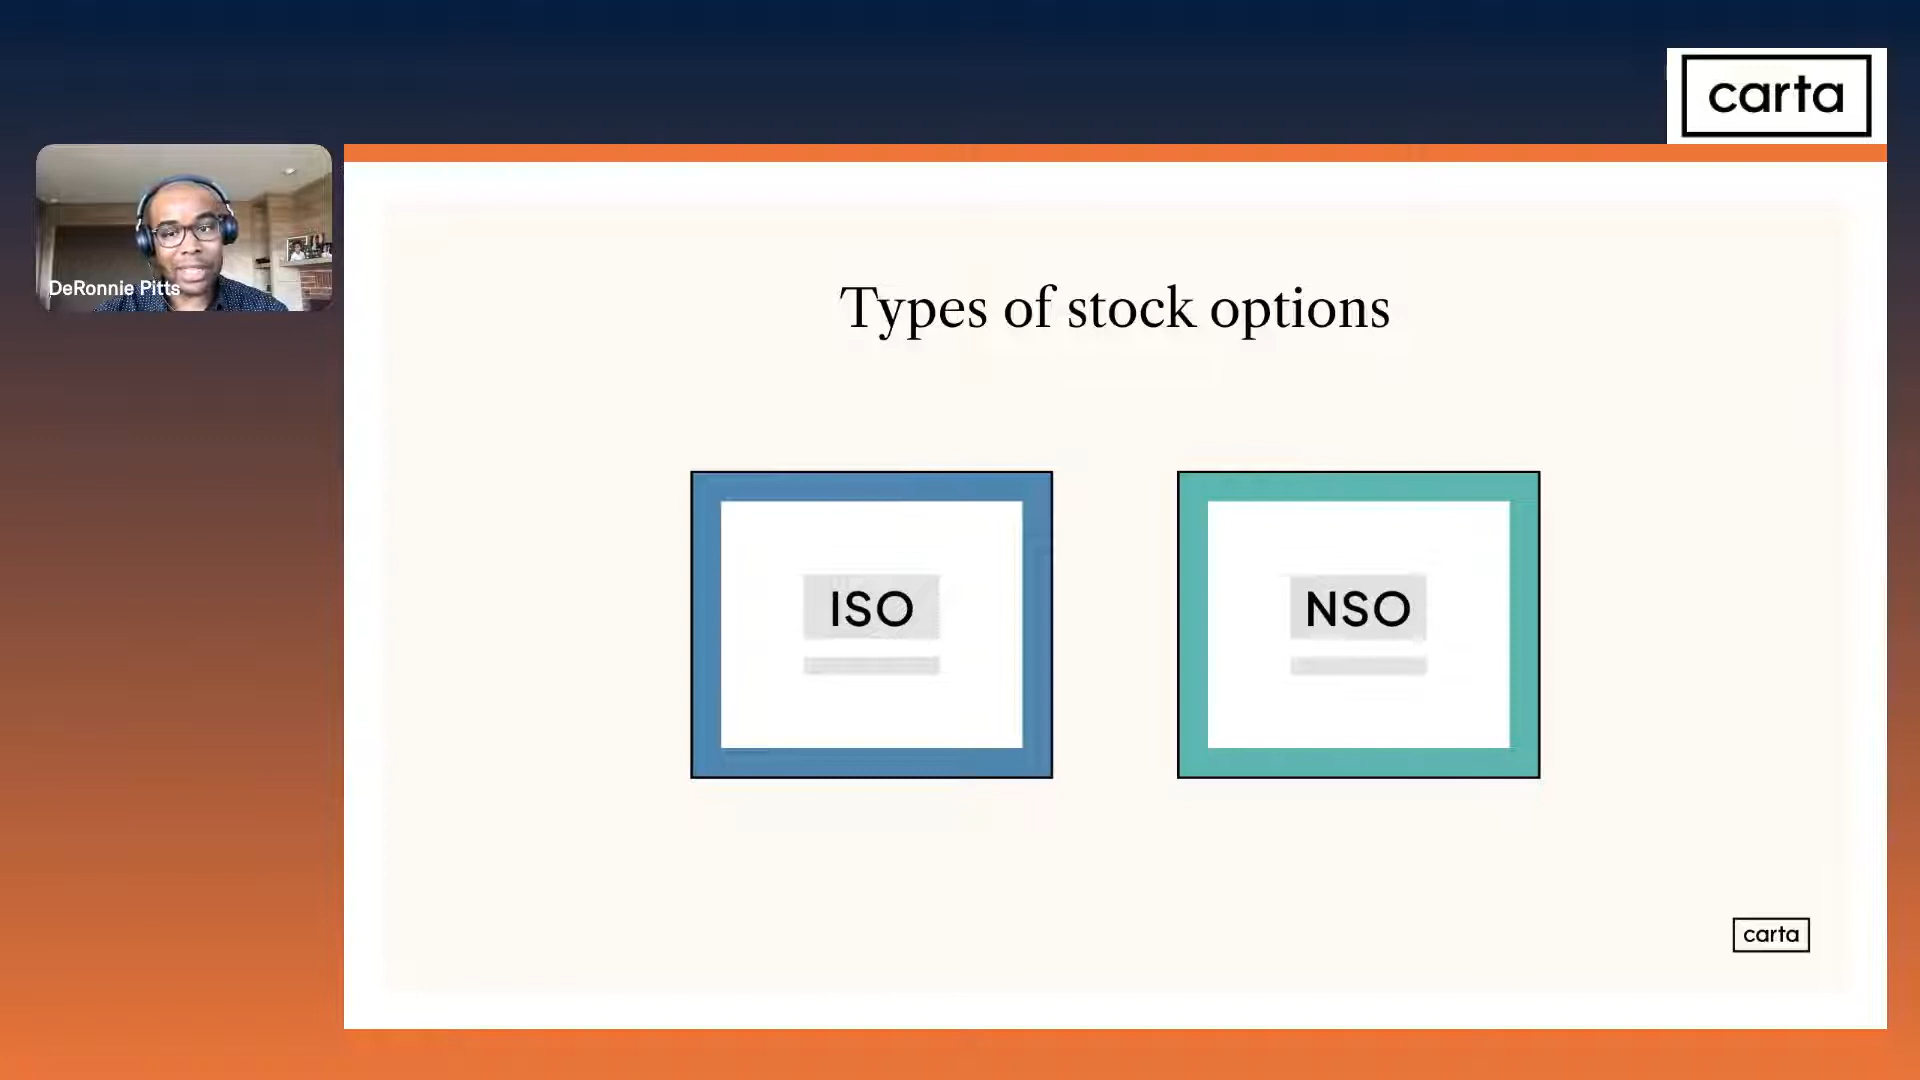 carta
DeRonnie Pitts
Types of stock options
ISO
NSO
carta